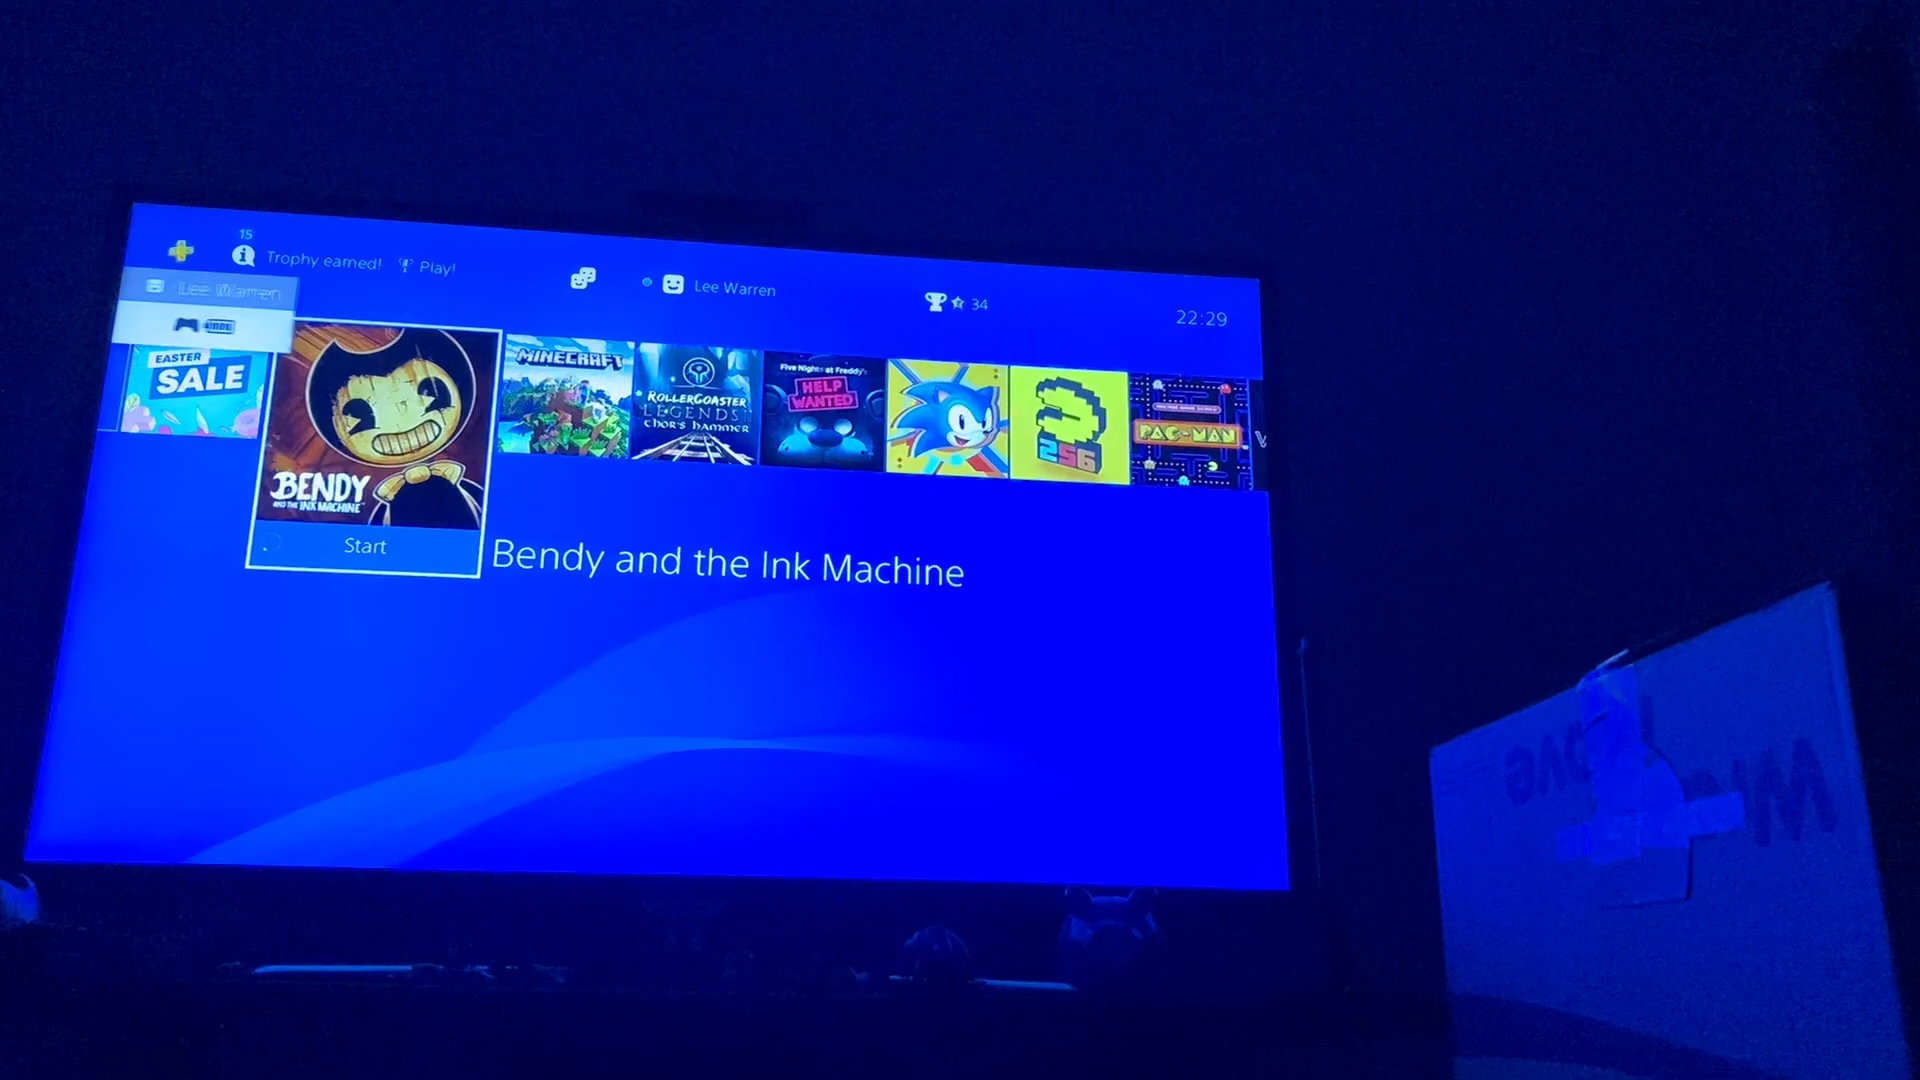 15
Trophy earned! Play!
Lee Warren
34
22:29
Lee Warren
EASTER
SALE
BENDY
AND THE INK MACHINE
Start
MINECRAFT
ROLLERCOASTER
LEGENDS II
THOR'S HAMMER
Five Nights at Freddy's
HELP
WANTED
256
PAC-MAN
Bendy and the Ink Machine